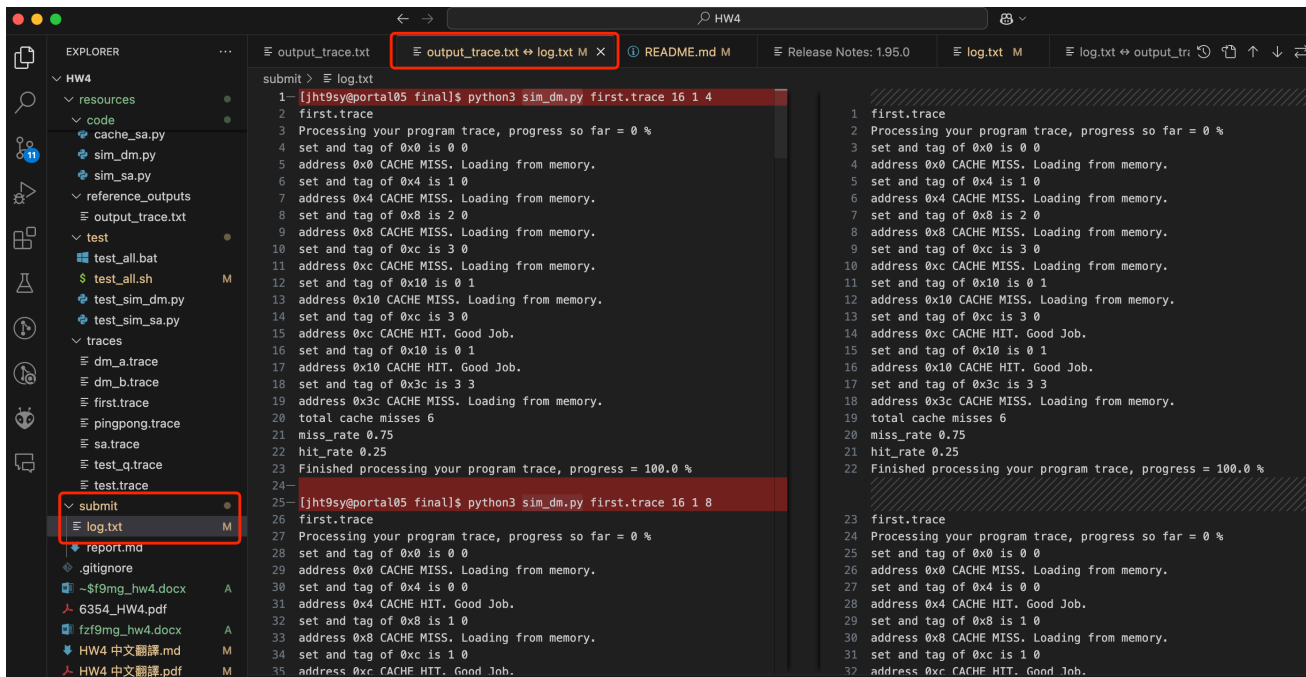 HW4
EXPLORER
HW4
resources
code
cache_sa.py
sim_dm.py
sim_sa.py
reference_outputs
output_trace.txt
test
test_all.bat
test_all.sh M
test_sim_dm.py
test_sim_sa.py
traces
dm_a.trace
dm_b.trace
first.trace
pingpong.trace
sa.trace
test_q.trace
test.trace
submit
log.txt M
report.md
.gitignore
~$f9mg_hw4.docx A
6354_HW4.pdf
fzf9mg_hw4.docx A
HW4 中文翻譯.md M
HW4 中文翻譯.pdf M
11
output_trace.txt
output_trace.txt ↔ log.txt M
README.md M
Release Notes: 1.95.0
log.txt M
log.txt ↔ output_tra
submit > log.txt
1 [jht9sy@portal05 final]$ python3 sim_dm.py first.trace 16 1 4
2 first.trace
3 Processing your program trace, progress so far = 0 %
4 set and tag of 0x0 is 0 0
5 address 0x0 CACHE MISS. Loading from memory.
6 set and tag of 0x4 is 1 0
7 address 0x4 CACHE MISS. Loading from memory.
8 set and tag of 0x8 is 2 0
9 address 0x8 CACHE MISS. Loading from memory.
10 set and tag of 0xc is 3 0
11 address 0xc CACHE MISS. Loading from memory.
12 set and tag of 0x10 is 0 1
13 address 0x10 CACHE MISS. Loading from memory.
14 set and tag of 0xc is 3 0
15 address 0xc CACHE HIT. Good Job.
16 set and tag of 0x10 is 0 1
17 address 0x10 CACHE HIT. Good Job.
18 set and tag of 0x3c is 3 3
19 address 0x3c CACHE MISS. Loading from memory.
20 total cache misses 6
21 miss_rate 0.75
22 hit_rate 0.25
23 Finished processing your program trace, progress = 100.0 %
24
25 [jht9sy@portal05 final]$ python3 sim_dm.py first.trace 16 1 8
26 first.trace
27 Processing your program trace, progress so far = 0 %
28 set and tag of 0x0 is 0 0
29 address 0x0 CACHE MISS. Loading from memory.
30 set and tag of 0x4 is 0 0
31 address 0x4 CACHE HIT. Good Job.
32 set and tag of 0x8 is 1 0
33 address 0x8 CACHE MISS. Loading from memory.
34 set and tag of 0xc is 1 0
35 address 0xc CACHE HIT. Good Job.
1 first.trace
2 Processing your program trace, progress so far = 0 %
3 set and tag of 0x0 is 0 0
4 address 0x0 CACHE MISS. Loading from memory.
5 set and tag of 0x4 is 1 0
6 address 0x4 CACHE MISS. Loading from memory.
7 set and tag of 0x8 is 2 0
8 address 0x8 CACHE MISS. Loading from memory.
9 set and tag of 0xc is 3 0
10 address 0xc CACHE MISS. Loading from memory.
11 set and tag of 0x10 is 0 1
12 address 0x10 CACHE MISS. Loading from memory.
13 set and tag of 0xc is 3 0
14 address 0xc CACHE HIT. Good Job.
15 set and tag of 0x10 is 0 1
16 address 0x10 CACHE HIT. Good Job.
17 set and tag of 0x3c is 3 3
18 address 0x3c CACHE MISS. Loading from memory.
19 total cache misses 6
20 miss_rate 0.75
21 hit_rate 0.25
22 Finished processing your program trace, progress = 100.0 %
23 first.trace
24 Processing your program trace, progress so far = 0 %
25 set and tag of 0x0 is 0 0
26 address 0x0 CACHE MISS. Loading from memory.
27 set and tag of 0x4 is 0 0
28 address 0x4 CACHE HIT. Good Job.
29 set and tag of 0x8 is 1 0
30 address 0x8 CACHE MISS. Loading from memory.
31 set and tag of 0xc is 1 0
32 address 0xc CACHE HIT. Good Job.